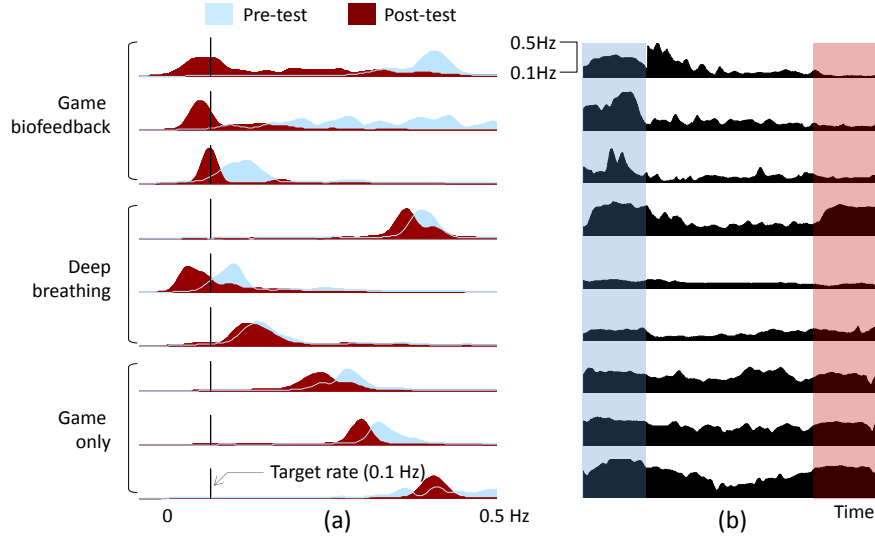 Pre-test
Post-test
0.5Hz
0.1Hz
Game
biofeedback
Deep
breathing
Game
only
Target rate (0.1 Hz)
0
(a)
0.5 Hz
(b)
Time